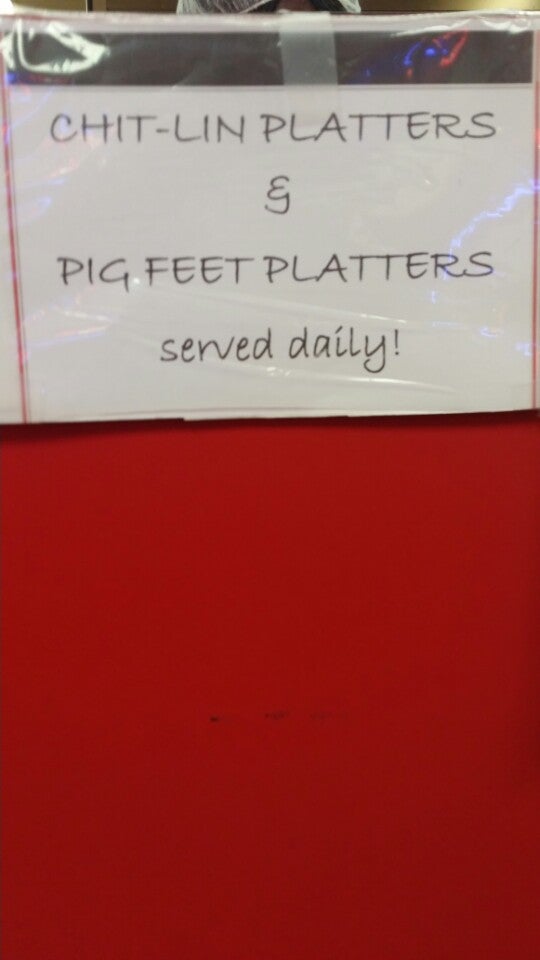 CHIT-LIN PLATTERS
&
PIG FEET PLATTERS
served daily!